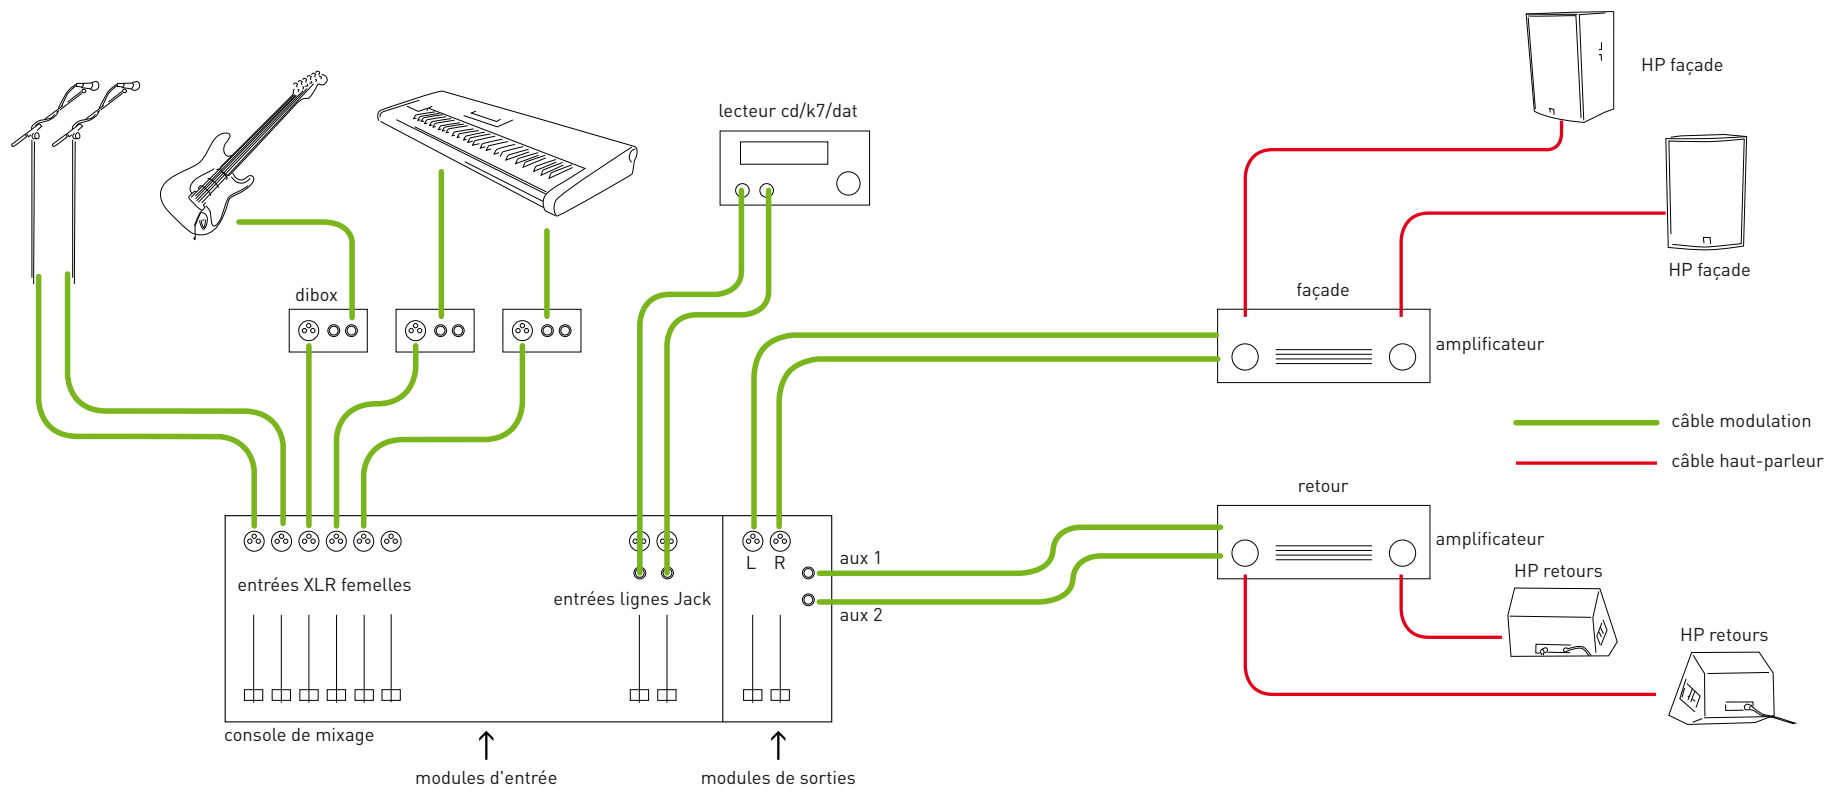 HP façade
lecteur cd/k7/dat
HP façade
dibox
façade
amplificateur
câble modulation
câble haut-parleur
retour
amplificateur
L R
aux 1
HP retours
entrées XLR femelles
entrées lignes Jack
aux 2
HP retours
console de mixage
modules d'entrée
modules de sorties